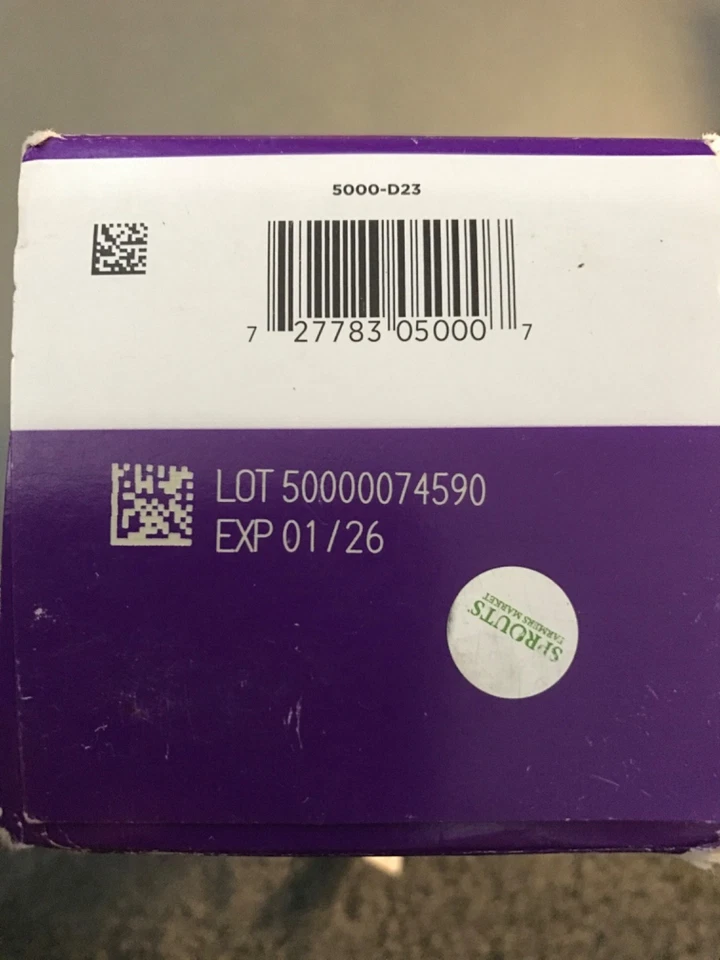 5000-D23
7 27783 05000 7
LOT 50000074590
EXP 01/26
SPROUTS
FARMERS MARKET